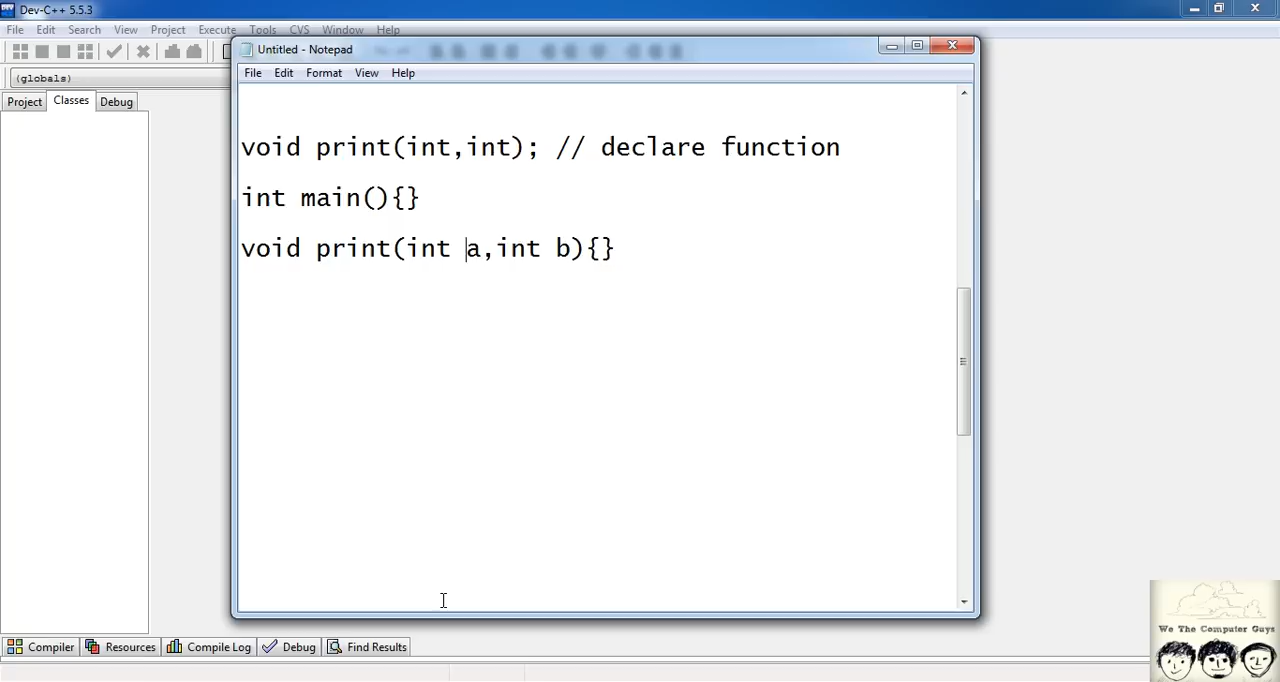 Dev-C++ 5.5.3
File Edit Search View Project Execute Tools CVS Window Help
(globals)
Project Classes Debug
Untitled - Notepad
File Edit Format View Help
void print(int,int); // declare function
int main(){}
void print(int a,int b){}
Compiler Resources Compile Log Debug Find Results
We The Computer Guys